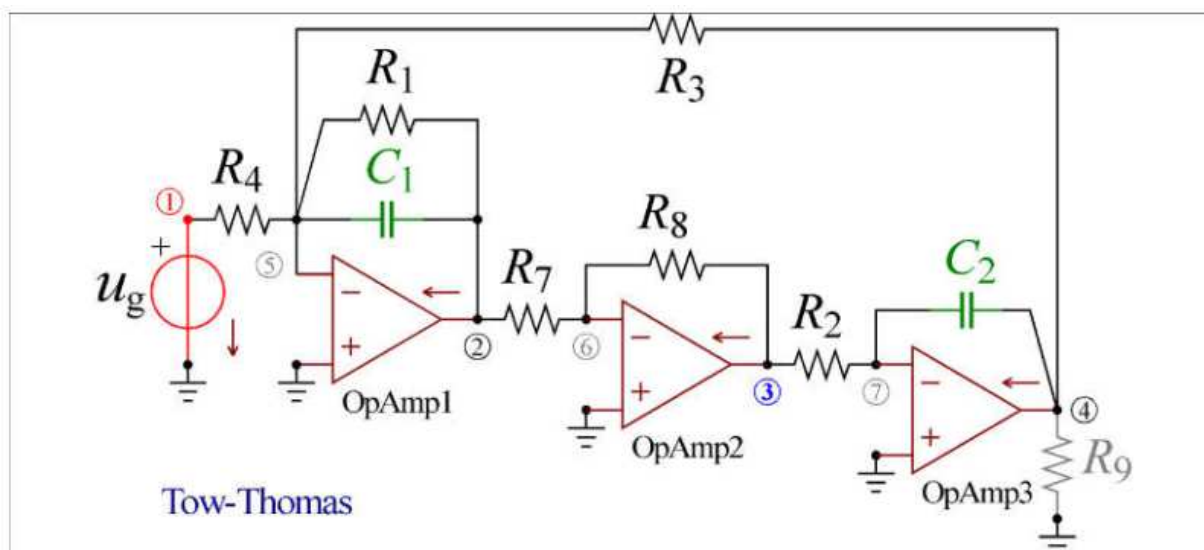 R3
R1
C1
R4
①
+
ug
⑤
−
+
OpAmp1
R7
②
R8
⑥
−
+
OpAmp2
R2
③
C2
⑦
−
+
OpAmp3
④
R9
Tow-Thomas